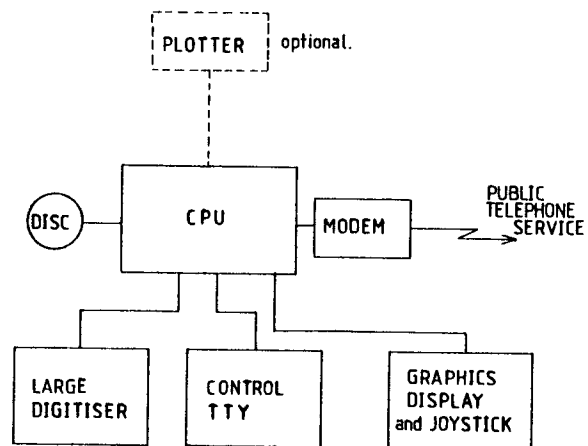 PLOTTER optional.
DISC
CPU
MODEM
PUBLIC
TELEPHONE
SERVICE
LARGE
DIGITISER
CONTROL
TTY
GRAPHICS
DISPLAY
and JOYSTICK